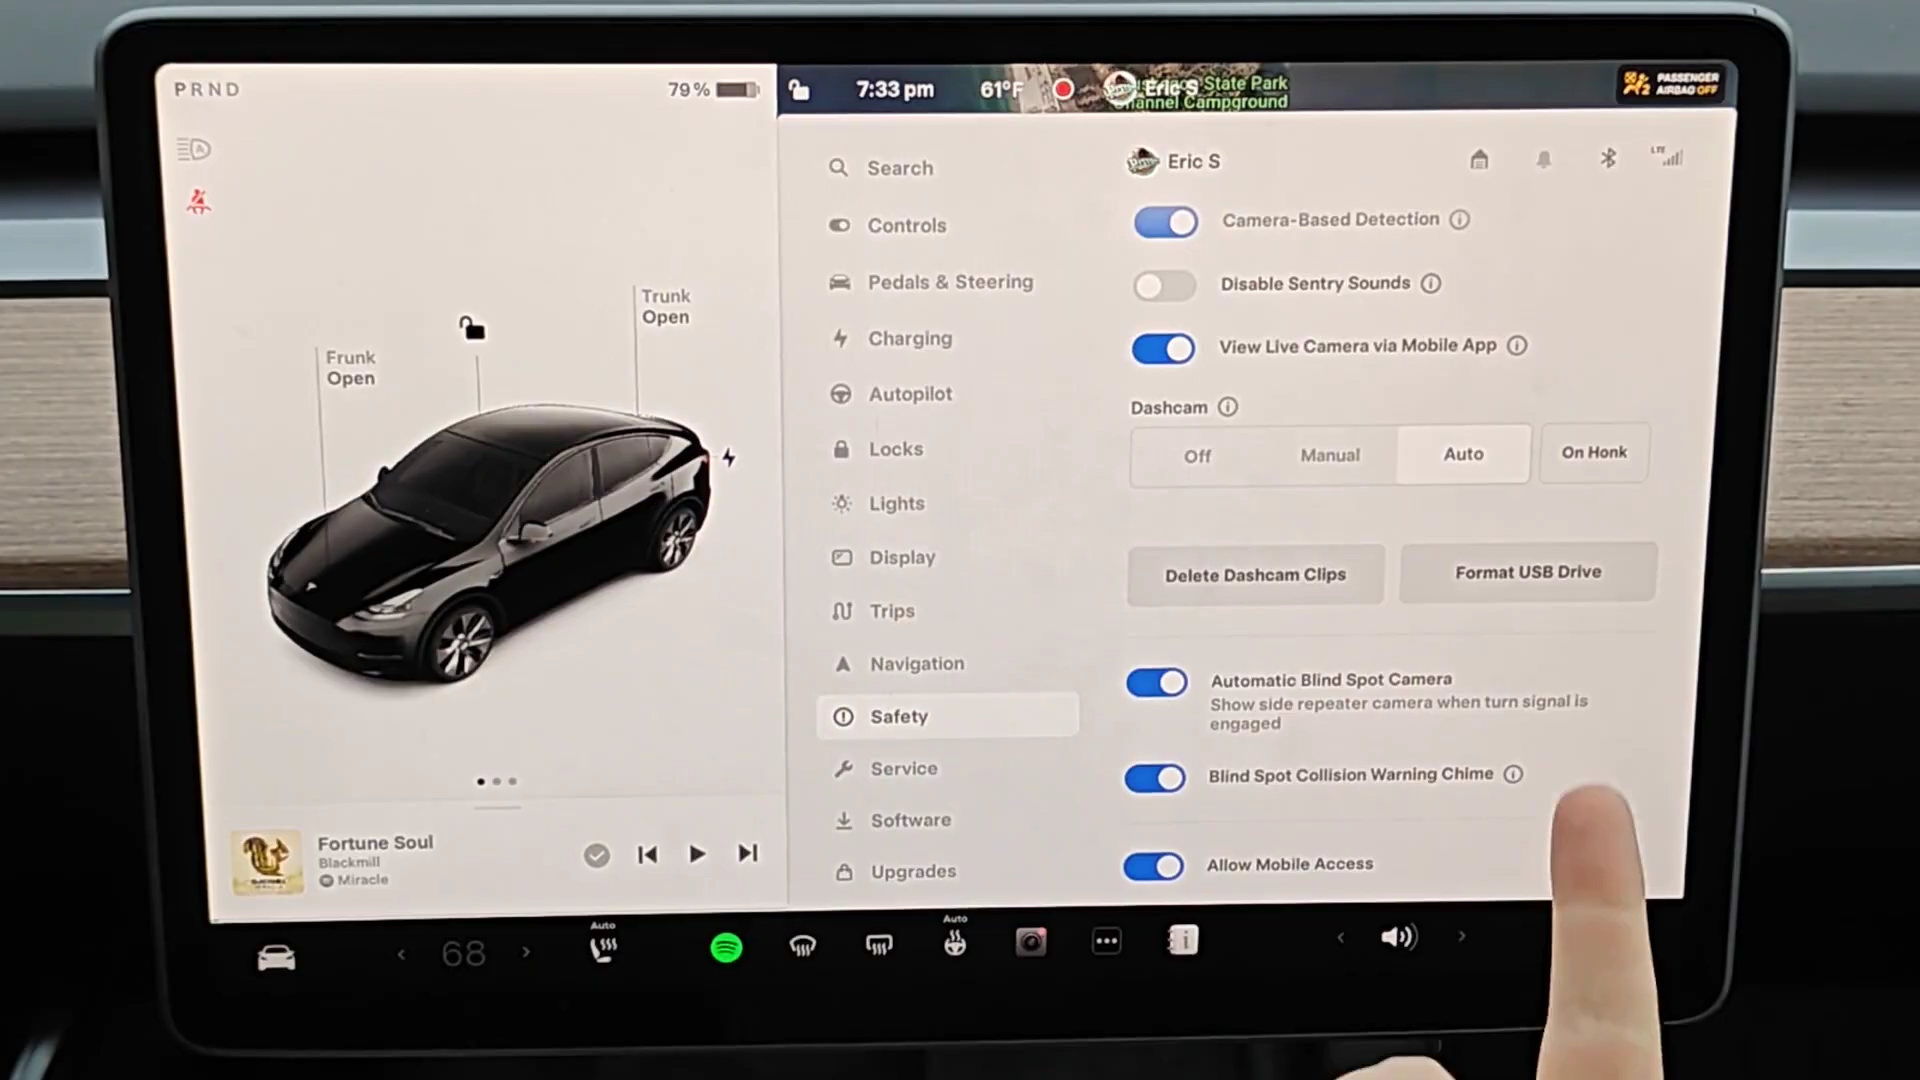 PRND
79%
7:33 pm
61°F
Eric S
State Park
Channel Campground
PASSENGER
AIRBAG OFF
Trunk
Open
Frunk
Open
Fortune Soul
Blackmill
Miracle
Search
Controls
Pedals & Steering
Charging
Autopilot
Locks
Lights
Display
Trips
Navigation
Safety
Service
Software
Upgrades
Eric S
LTE
Camera-Based Detection
Disable Sentry Sounds
View Live Camera via Mobile App
Dashcam
Off
Manual
Auto
On Honk
Delete Dashcam Clips
Format USB Drive
Automatic Blind Spot Camera
Show side repeater camera when turn signal is
engaged
Blind Spot Collision Warning Chime
Allow Mobile Access
68
Auto
Auto